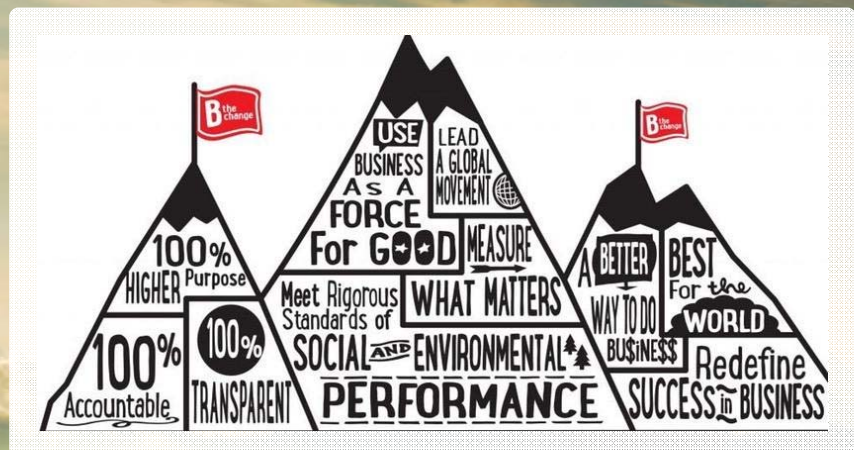 B the change
100%
HIGHER Purpose
100%
Accountable
100%
TRANSPARENT
USE
BUSINESS
AS A
FORCE
For GOOD
LEAD
A GLOBAL
MOVEMENT
MEASURE
WHAT MATTERS
Meet Rigorous
Standards of
SOCIAL AND ENVIRONMENTAL
PERFORMANCE
B the change
A BETTER
WAY TO DO
BU$iNE$$
BEST
For the
WORLD
Redefine
SUCCESS in BUSINESS